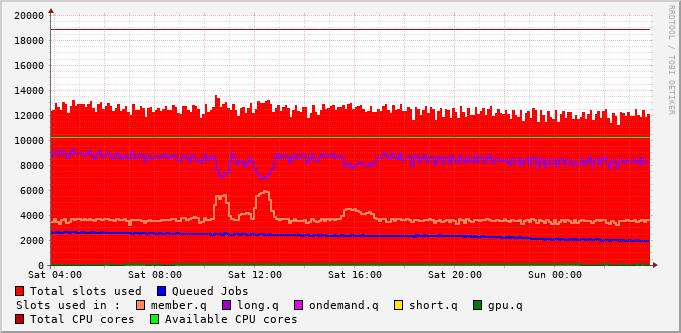 20000
18000
16000
14000
12000
10000
8000
6000
4000
2000
0
Sat 04:00 Sat 08:00 Sat 12:00 Sat 16:00 Sat 20:00 Sun 00:00
Total slots used Queued Jobs
Slots used in : member.q long.q ondemand.q short.q gpu.q
Total CPU cores Available CPU cores
RRDTOOL / TOBI OETIKER